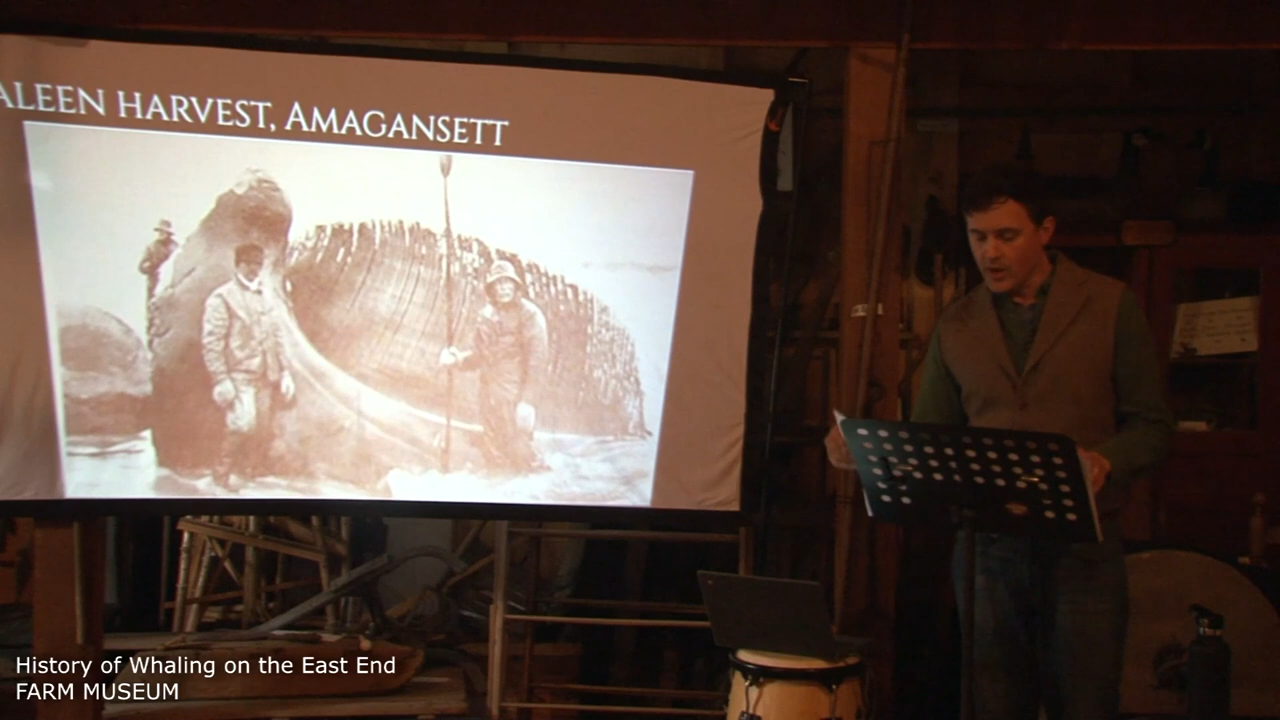 ALEEN HARVEST, AMAGANSETT
History of Whaling on the East End
FARM MUSEUM